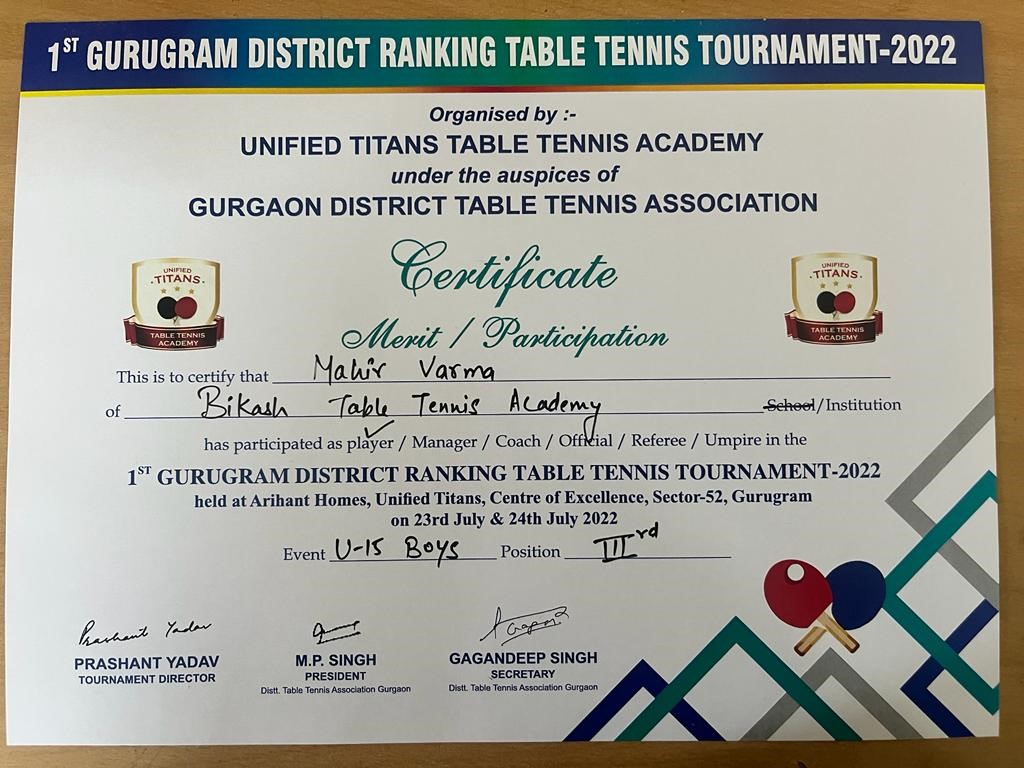 1ST GURUGRAM DISTRICT RANKING TABLE TENNIS TOURNAMENT-2022
Organised by :-
UNIFIED TITANS TABLE TENNIS ACADEMY
under the auspices of
GURGAON DISTRICT TABLE TENNIS ASSOCIATION
Certificate
UNIFIED
·TITANS·
TABLE TENNIS
ACADEMY
UNIFIED
·TITANS·
TABLE TENNIS
ACADEMY
Merit / Participation
This is to certify that Mahir Varma
of Bikash Table Tennis Academy School/Institution
has participated as player / Manager / Coach / Official / Referee / Umpire in the
1ST GURUGRAM DISTRICT RANKING TABLE TENNIS TOURNAMENT-2022
held at Arihant Homes, Unified Titans, Centre of Excellence, Sector-52, Gurugram
on 23rd July & 24th July 2022
Event U-15 Boys Position IIIrd
Prashant Yadav
PRASHANT YADAV
TOURNAMENT DIRECTOR
M.P. SINGH
PRESIDENT
Distt. Table Tennis Association Gurgaon
GAGANDEEP SINGH
SECRETARY
Distt. Table Tennis Association Gurgaon